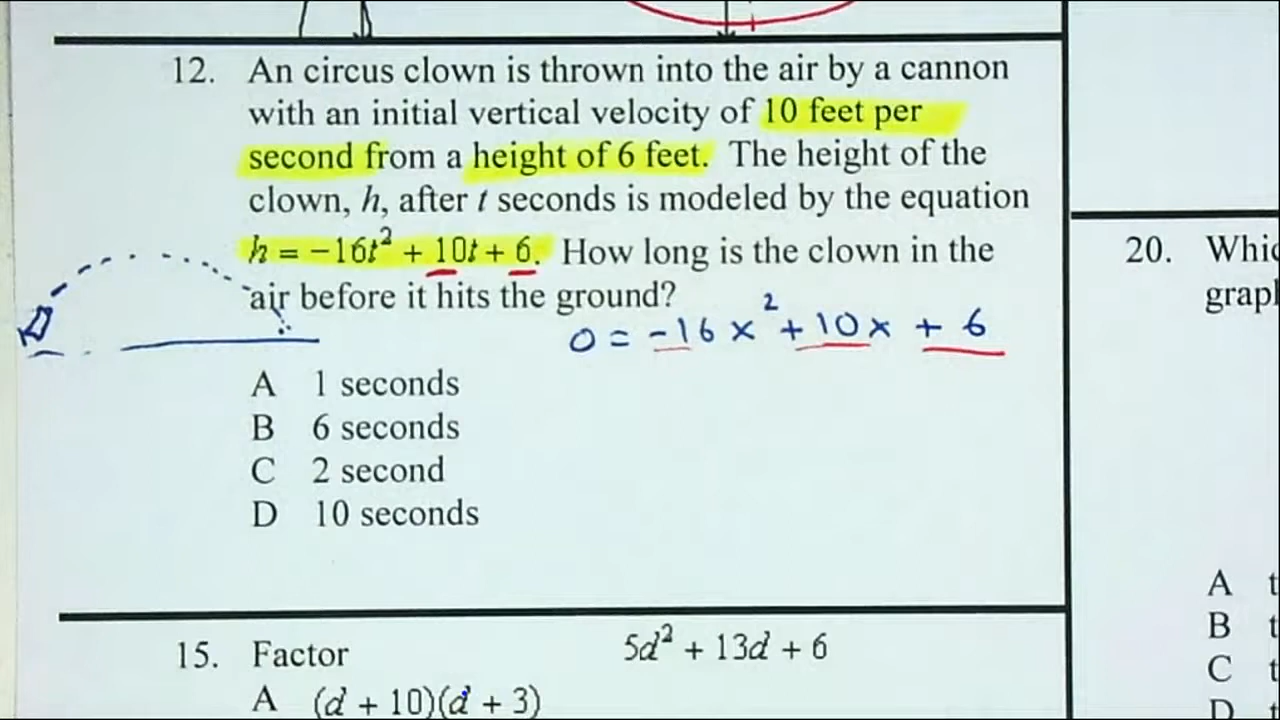 12. An circus clown is thrown into the air by a cannon
with an initial vertical velocity of 10 feet per
second from a height of 6 feet. The height of the
clown, h, after t seconds is modeled by the equation
h = −16t² + 10t + 6. How long is the clown in the
air before it hits the ground?
0 = -16x² + 10x + 6
A 1 seconds
B 6 seconds
C 2 second
D 10 seconds
15. Factor 5d² + 13d + 6
A (d + 10)(d + 3)
20.
A
B
C
D